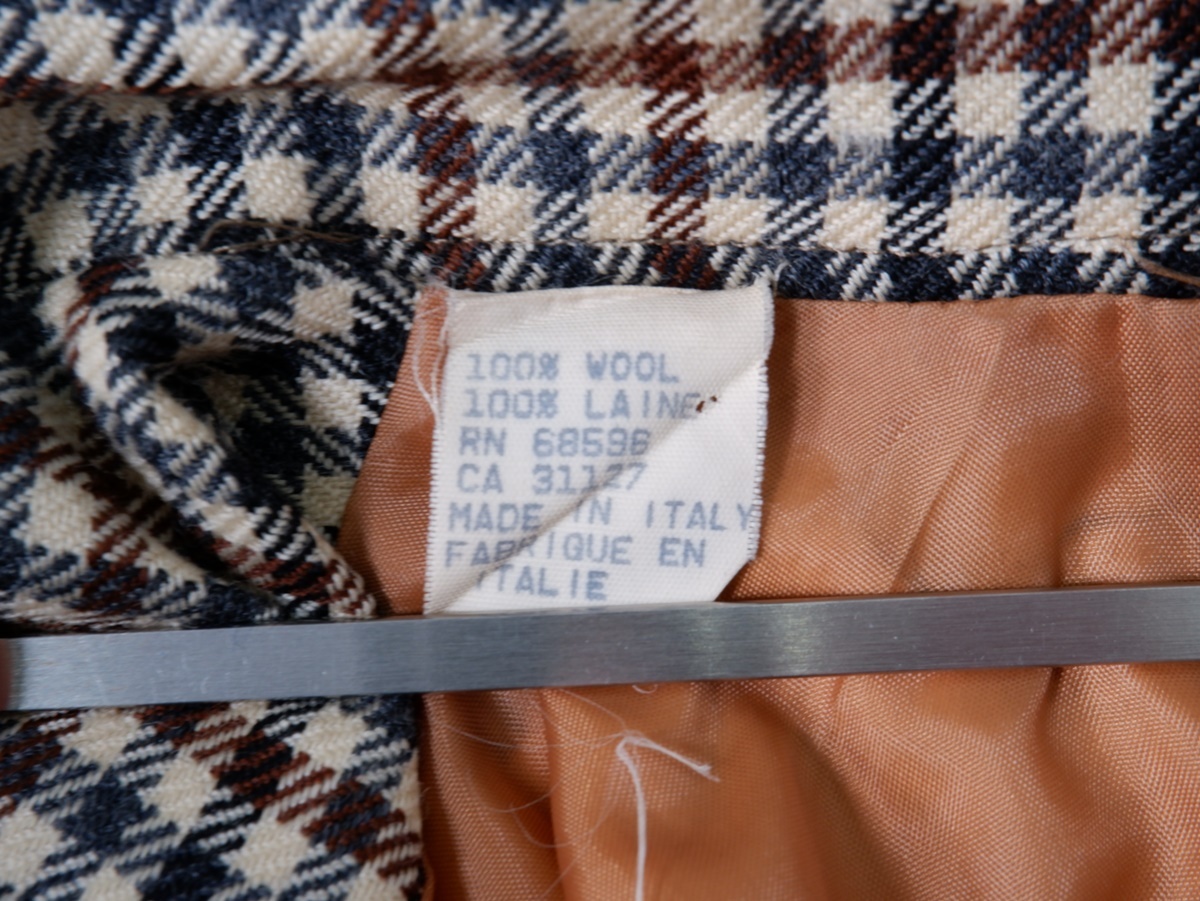 100% WOOL
100% LAINE
RN 68596
CA 31127
MADE IN ITALY
FABRIQUE EN
ITALIE